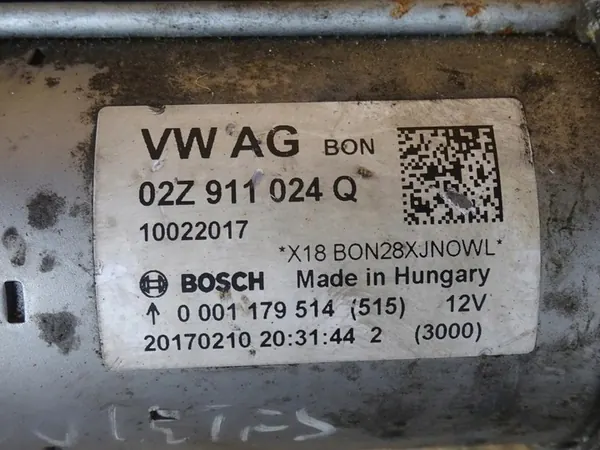 VW AG BON
02Z 911 024 Q
10022017
*X18 BON28XJNOWL*
BOSCH Made in Hungary
↑ 0 001 179 514 (515) 12V
20170210 20:31:44 2 (3000)